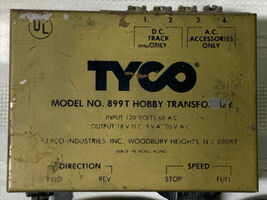 1. 2. 3. 4.
UL
D.C. TRACK ONLY
A.C. ACCESSORIES ONLY
TYCO
MODEL NO. 899T HOBBY TRANSFO
INPUT 120 VOLTS 60 AC
OUTPUT 18 V DC 9 VA 20 V AC
TYCO INDUSTRIES INC. WOODBURY HEIGHTS, N.J. 08097
MADE IN HONG KONG
DIRECTION SPEED
FWD REV STOP FULL